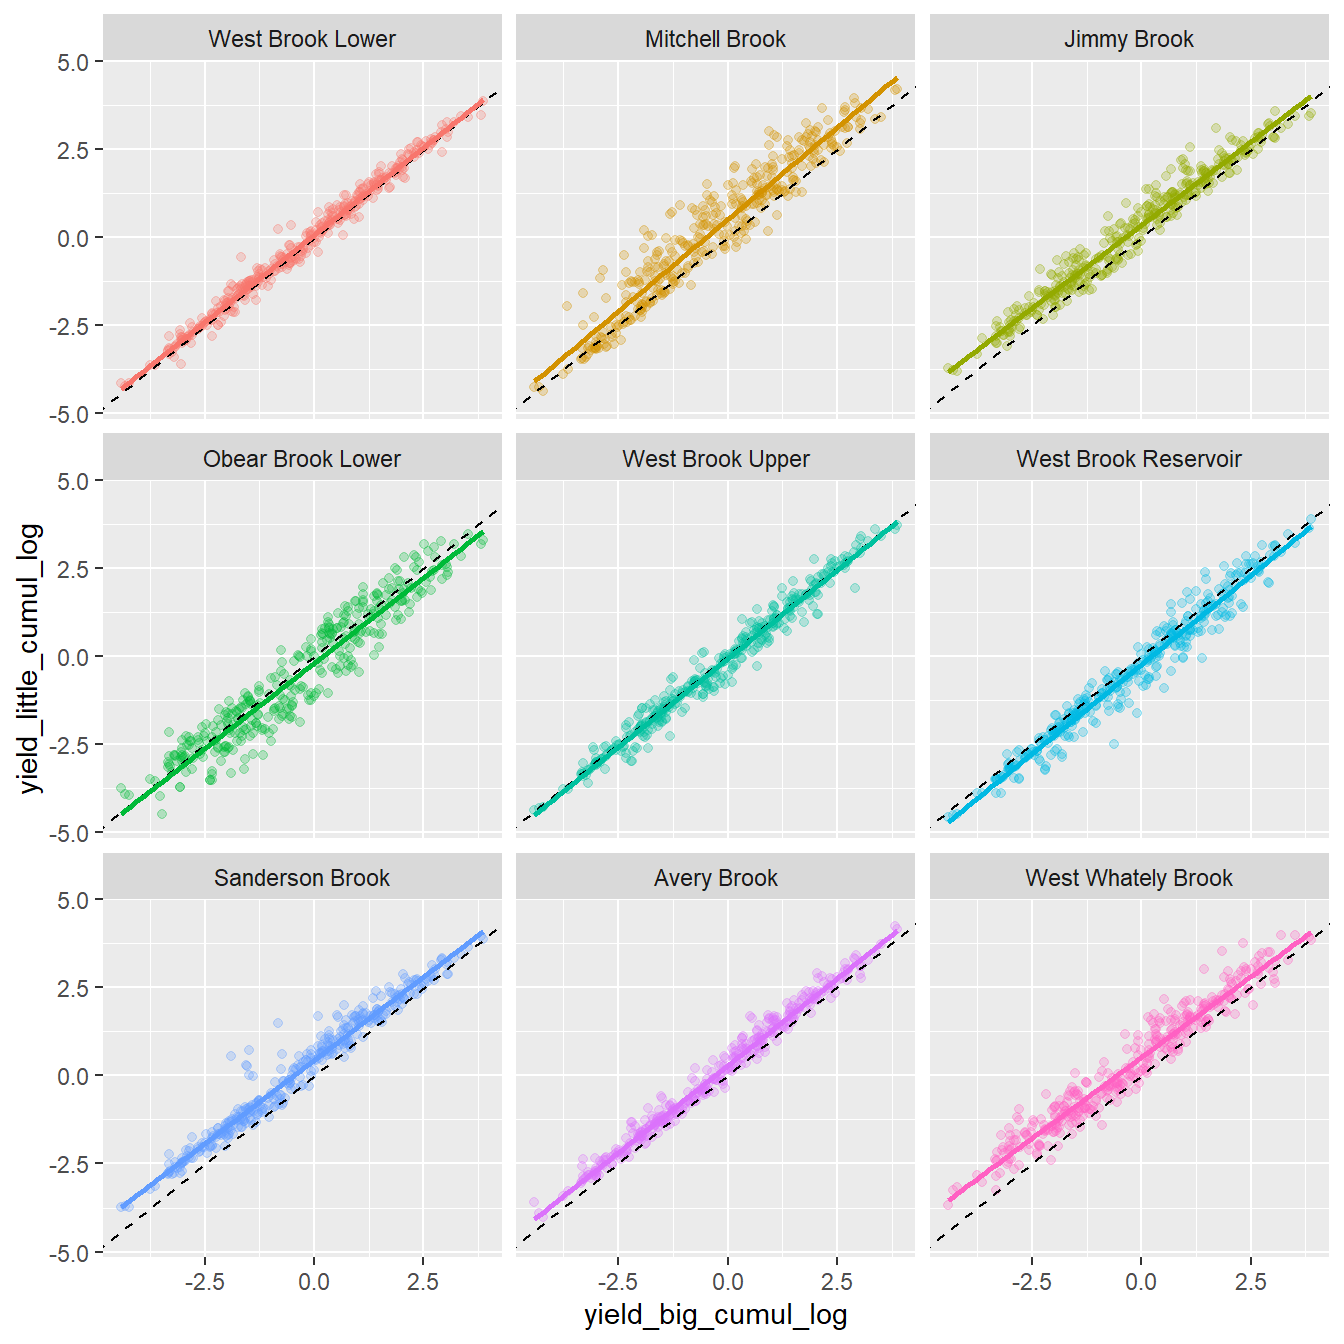 West Brook Lower
Mitchell Brook
Jimmy Brook
5.0
2.5
0.0
-2.5
-5.0
Obear Brook Lower
West Brook Upper
West Brook Reservoir
5.0
2.5
0.0
-2.5
-5.0
yield_little_cumul_log
Sanderson Brook
Avery Brook
West Whately Brook
5.0
2.5
0.0
-2.5
-5.0
-2.5 0.0 2.5
-2.5 0.0 2.5
-2.5 0.0 2.5
yield_big_cumul_log